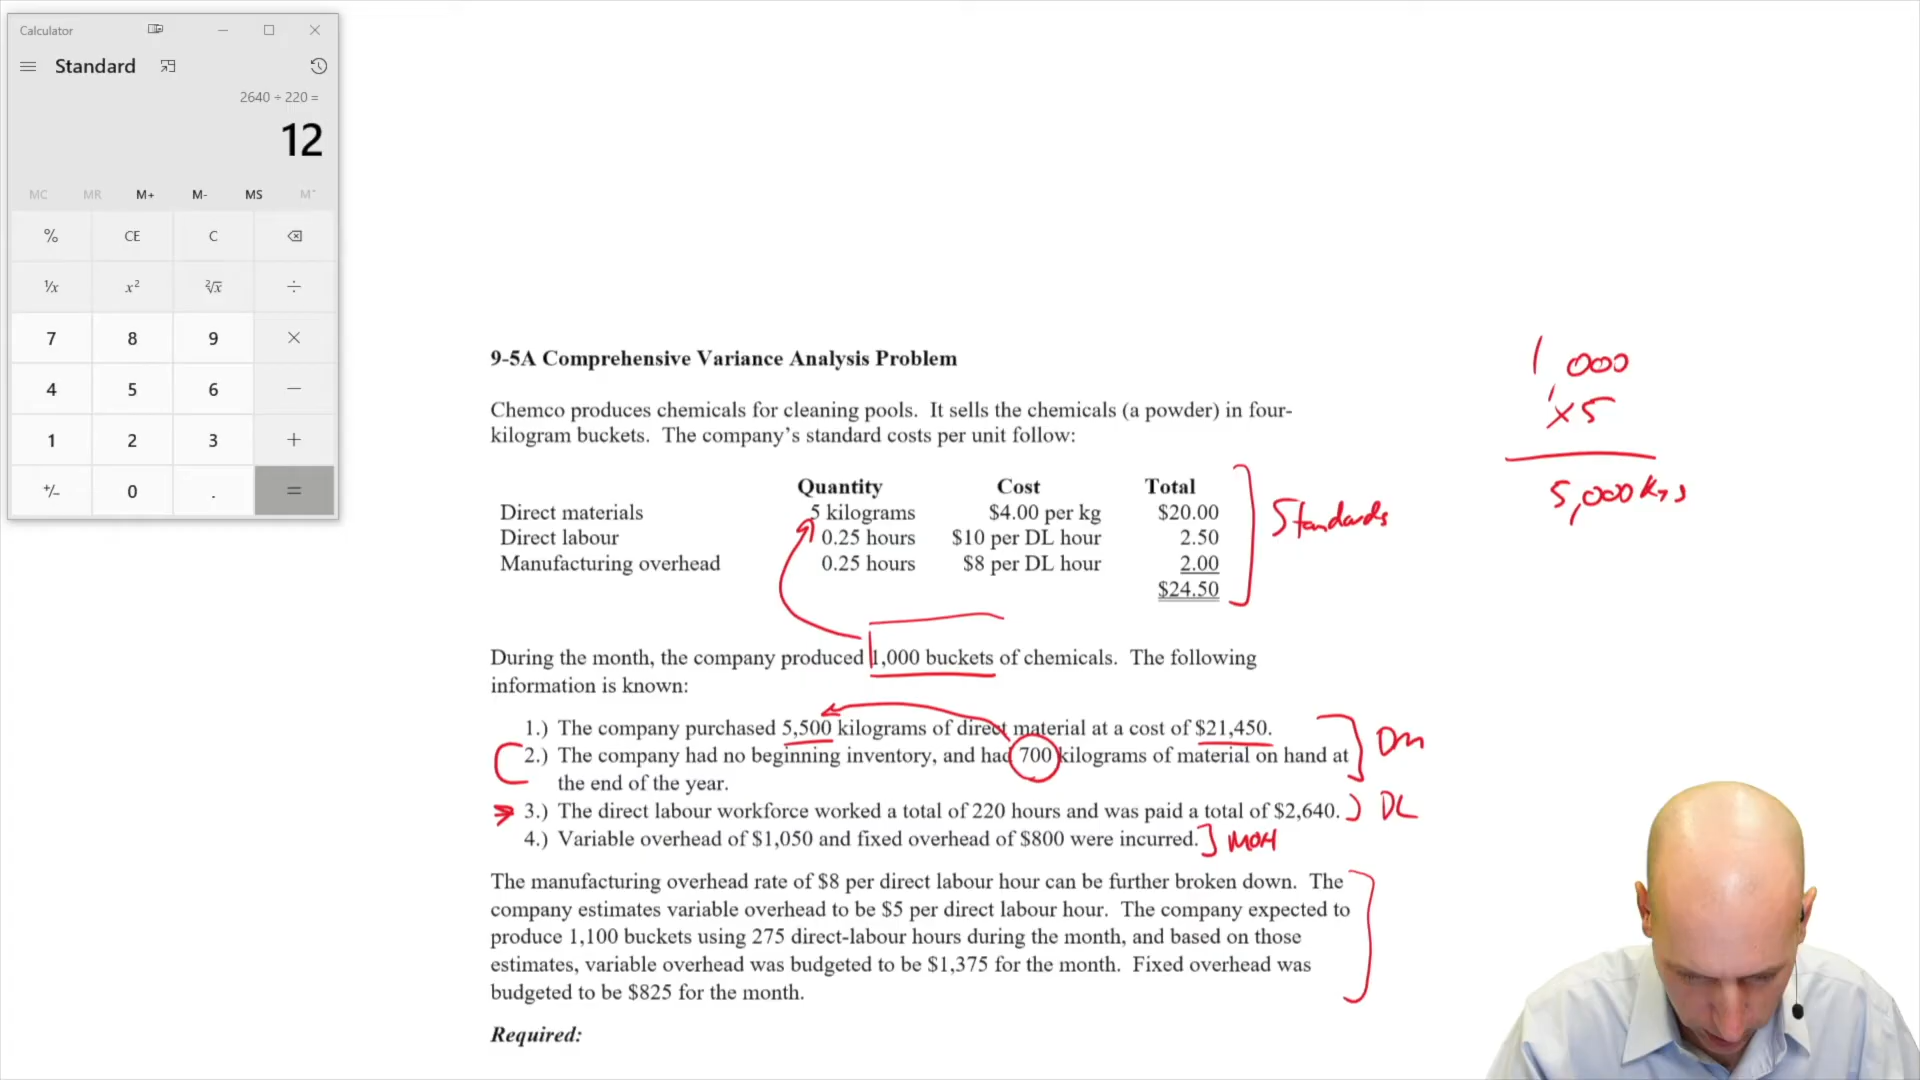 Calculator
Standard
2640 ÷ 220 =
12
MC MR M+ M- MS M˅
% CE C
¹/x x² ²√x ÷
7 8 9 ×
4 5 6 −
1 2 3 +
+/− 0 . =
9-5A Comprehensive Variance Analysis Problem
Chemco produces chemicals for cleaning pools. It sells the chemicals (a powder) in four-
kilogram buckets. The company's standard costs per unit follow:
Quantity Cost Total
Direct materials 5 kilograms $4.00 per kg $20.00
Direct labour 0.25 hours $10 per DL hour 2.50
Manufacturing overhead 0.25 hours $8 per DL hour 2.00
$24.50
Standards
1,000
x5
5,000 kgs
During the month, the company produced 1,000 buckets of chemicals. The following
information is known:
1.) The company purchased 5,500 kilograms of direct material at a cost of $21,450.
2.) The company had no beginning inventory, and had 700 kilograms of material on hand at
the end of the year.
DM
3.) The direct labour workforce worked a total of 220 hours and was paid a total of $2,640. DL
4.) Variable overhead of $1,050 and fixed overhead of $800 were incurred. MOH
The manufacturing overhead rate of $8 per direct labour hour can be further broken down. The
company estimates variable overhead to be $5 per direct labour hour. The company expected to
produce 1,100 buckets using 275 direct-labour hours during the month, and based on those
estimates, variable overhead was budgeted to be $1,375 for the month. Fixed overhead was
budgeted to be $825 for the month.
Required: